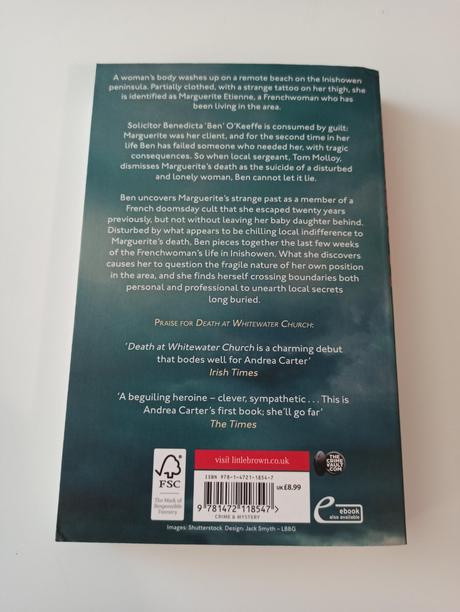 A woman's body washes up on a remote beach on the Inishowen
peninsula. Partially clothed, with a strange tattoo on her thigh, she
is identified as Marguerite Etienne, a Frenchwoman who has
been living in the area.
Solicitor Benedicta 'Ben' O'Keeffe is consumed by guilt:
Marguerite was her client, and for the second time in her
life Ben has failed someone who needed her, with tragic
consequences. So when local sergeant, Tom Molloy,
dismisses Marguerite's death as the suicide of a disturbed
and lonely woman, Ben cannot let it lie.
Ben uncovers Marguerite's strange past as a member of a
French doomsday cult that she escaped twenty years
previously, but not without leaving her baby daughter behind.
Disturbed by what appears to be chilling local indifference to
Marguerite's death, Ben pieces together the last few weeks
of the Frenchwoman's life in Inishowen. What she discovers
causes her to question the fragile nature of her own position
in the area, and she finds herself crossing boundaries both
personal and professional to unearth local secrets
long buried.
Praise for Death at Whitewater Church:
'Death at Whitewater Church is a charming debut
that bodes well for Andrea Carter'
Irish Times
'A beguiling heroine – clever, sympathetic . . . This is
Andrea Carter's first book; she'll go far'
The Times
FSC
The Mark of
Responsible
Forestry
visit littlebrown.co.uk
ISBN 978-1-4721-1854-7
9 781472 118547
UK £8.99
CRIME & MYSTERY
THE
CRIME
VAULT
.COM
ebook
also available
Images: Shutterstock. Design: Jack Smyth – LBBG